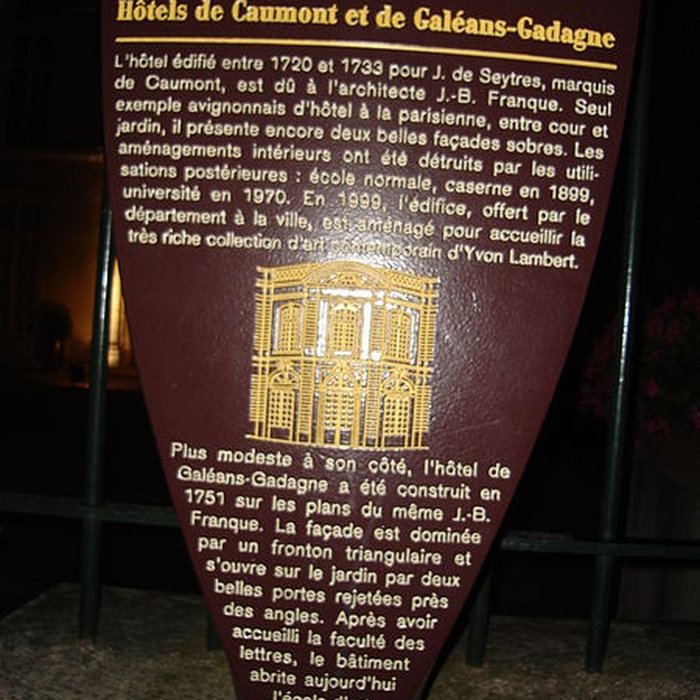 Hôtels de Caumont et de Galéans-Gadagne
L'hôtel édifié entre 1720 et 1733 pour J. de Seytres, marquis
de Caumont, est dû à l'architecte J.-B. Franque. Seul
exemple avignonnais d'hôtel à la parisienne, entre cour et
jardin, il présente encore deux belles façades sobres. Les
aménagements intérieurs ont été détruits par les utili-
sations postérieures : école normale, caserne en 1899,
université en 1970. En 1999, l'édifice, offert par le
département à la ville, est aménagé pour accueillir la
très riche collection d'art contemporain d'Yvon Lambert.
Plus modeste à son côté, l'hôtel de
Galéans-Gadagne a été construit en
1751 sur les plans du même J.-B.
Franque. La façade est dominée
par un fronton triangulaire et
s'ouvre sur le jardin par deux
belles portes rejetées près
des angles. Après avoir
accueilli la faculté des
lettres, le bâtiment
abrite aujourd'hui
l'école